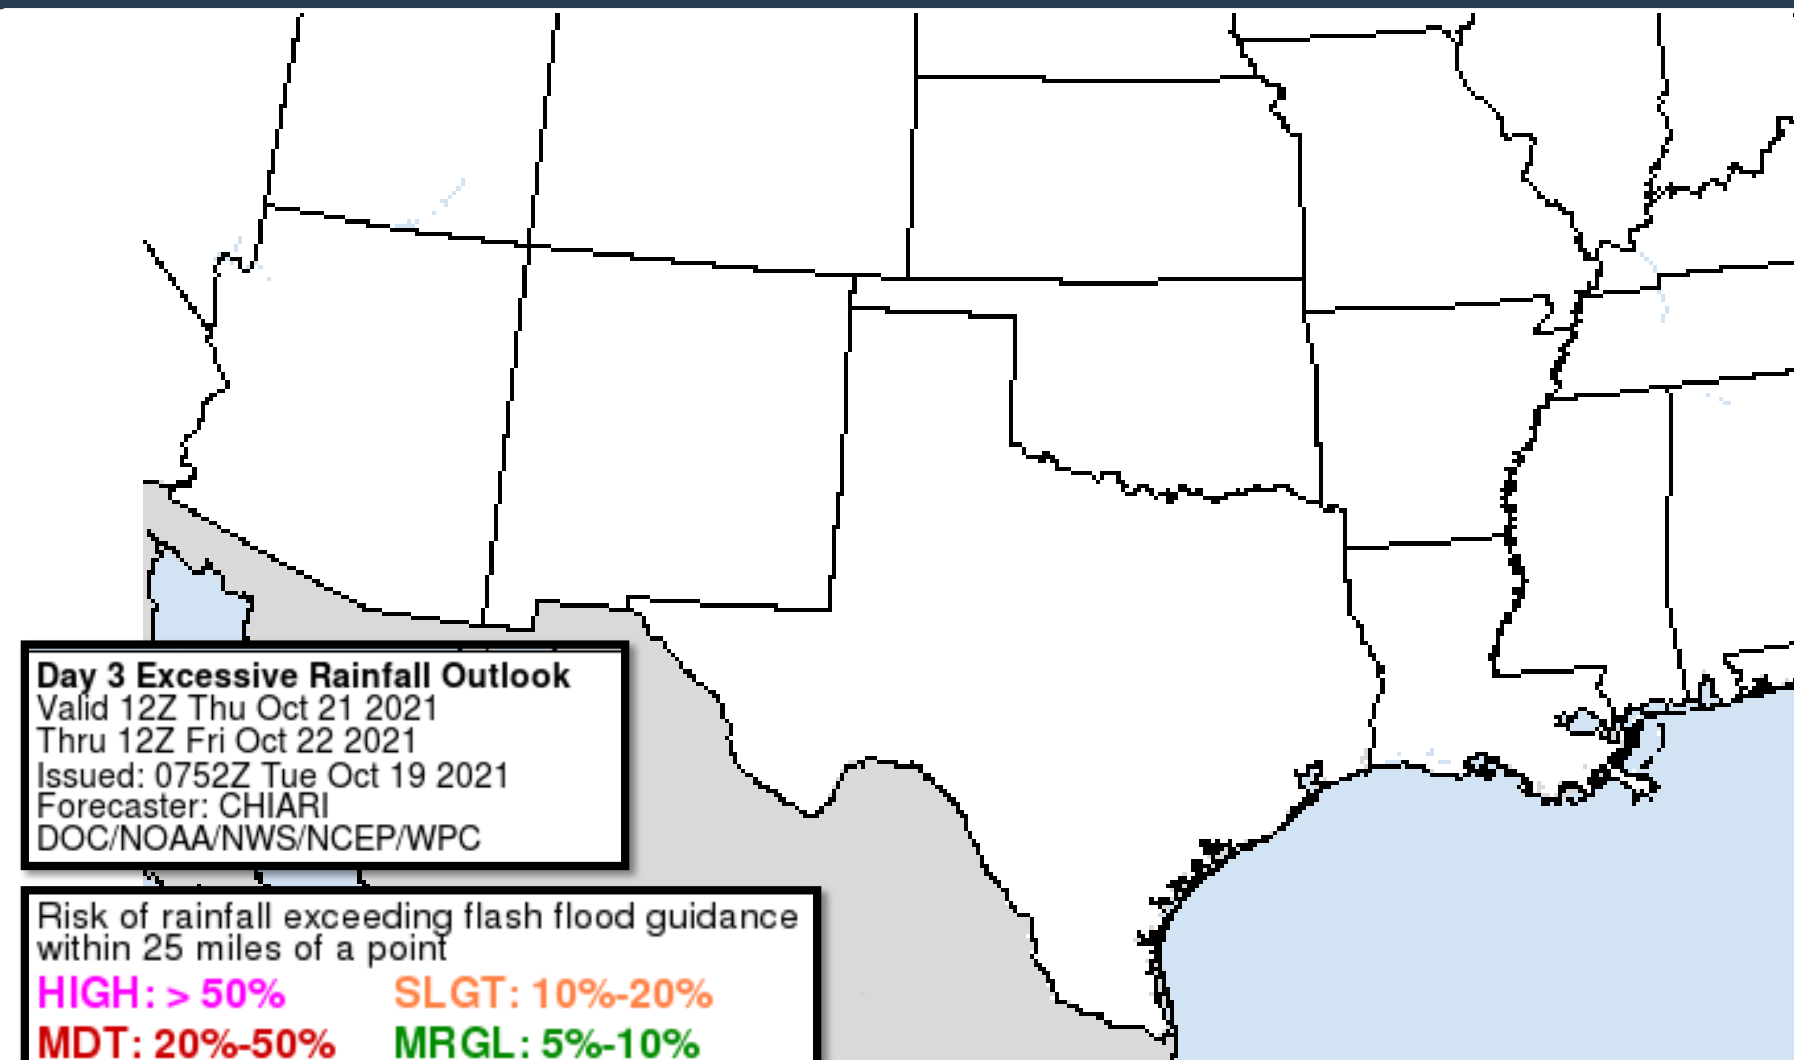 Day 3 Excessive Rainfall Outlook
Valid 12Z Thu Oct 21 2021
Thru 12Z Fri Oct 22 2021
Issued: 0752Z Tue Oct 19 2021
Forecaster: CHIARI
DOC/NOAA/NWS/NCEP/WPC
Risk of rainfall exceeding flash flood guidance
within 25 miles of a point
HIGH: > 50% SLGT: 10%-20%
MDT: 20%-50% MRGL: 5%-10%